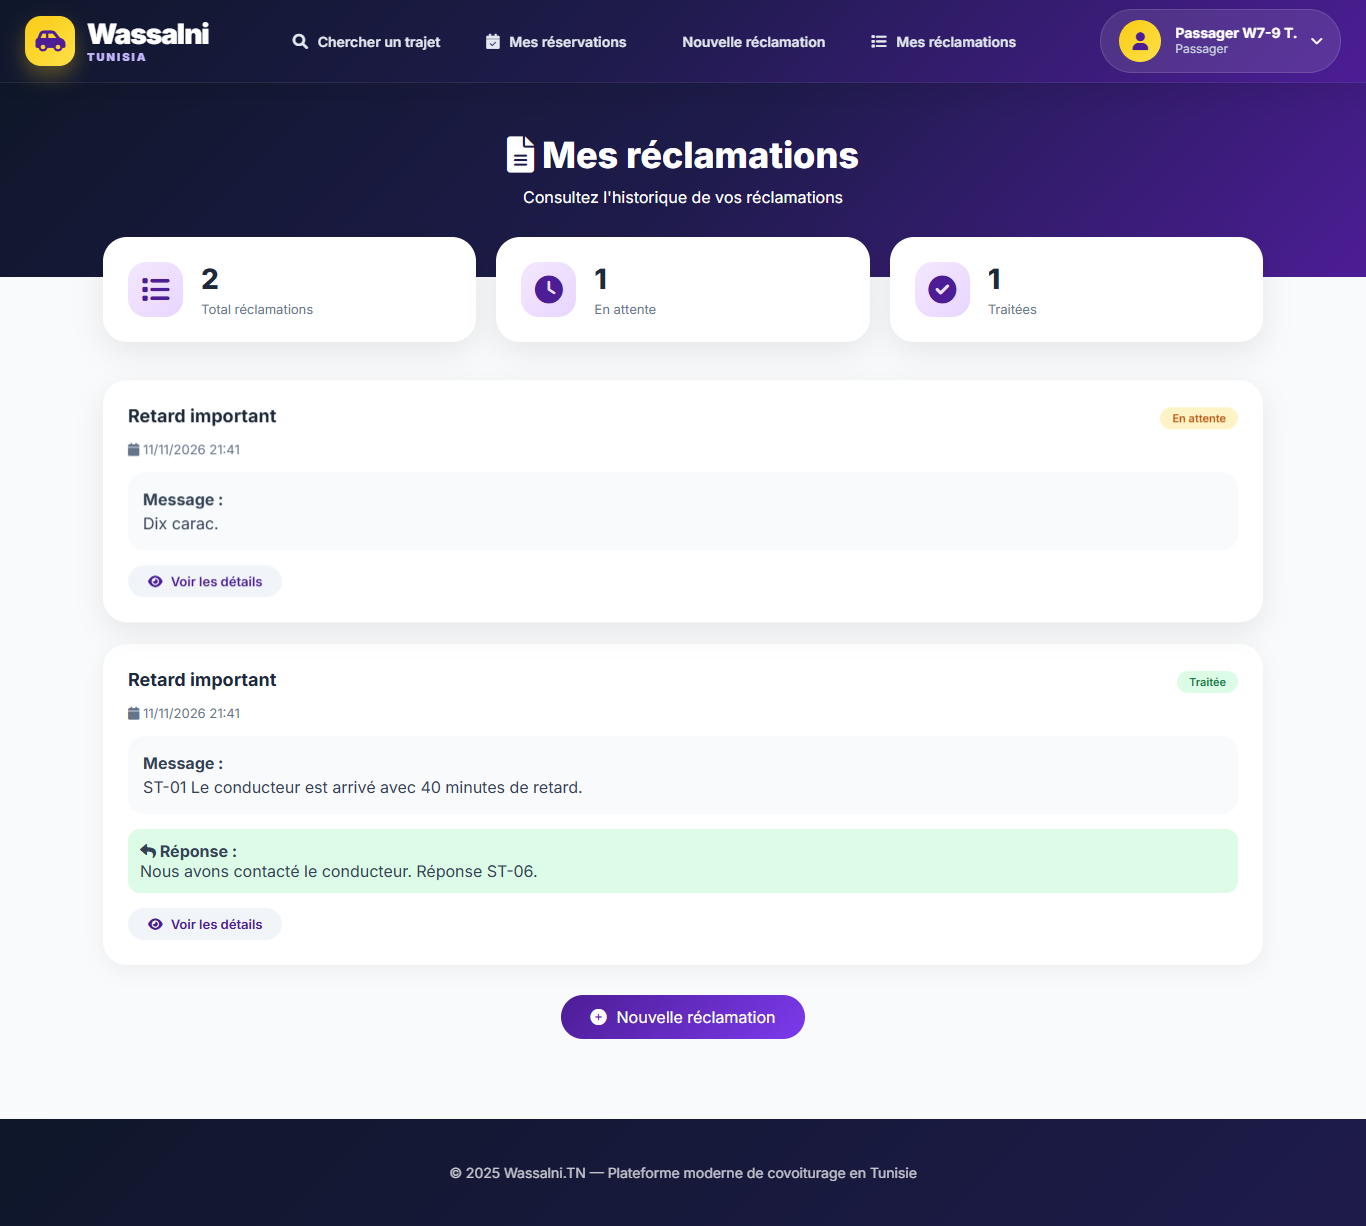 Wassalni
TUNISIA
Chercher un trajet
Mes réservations
Nouvelle réclamation
Mes réclamations
Passager W7-9 T.
Passager
Mes réclamations
Consultez l'historique de vos réclamations
2
Total réclamations
1
En attente
1
Traitées
Retard important
En attente
11/11/2026 21:41
Message :
Dix carac.
Voir les détails
Retard important
Traitée
11/11/2026 21:41
Message :
ST-01 Le conducteur est arrivé avec 40 minutes de retard.
Réponse :
Nous avons contacté le conducteur. Réponse ST-06.
Voir les détails
Nouvelle réclamation
© 2025 Wassalni.TN — Plateforme moderne de covoiturage en Tunisie